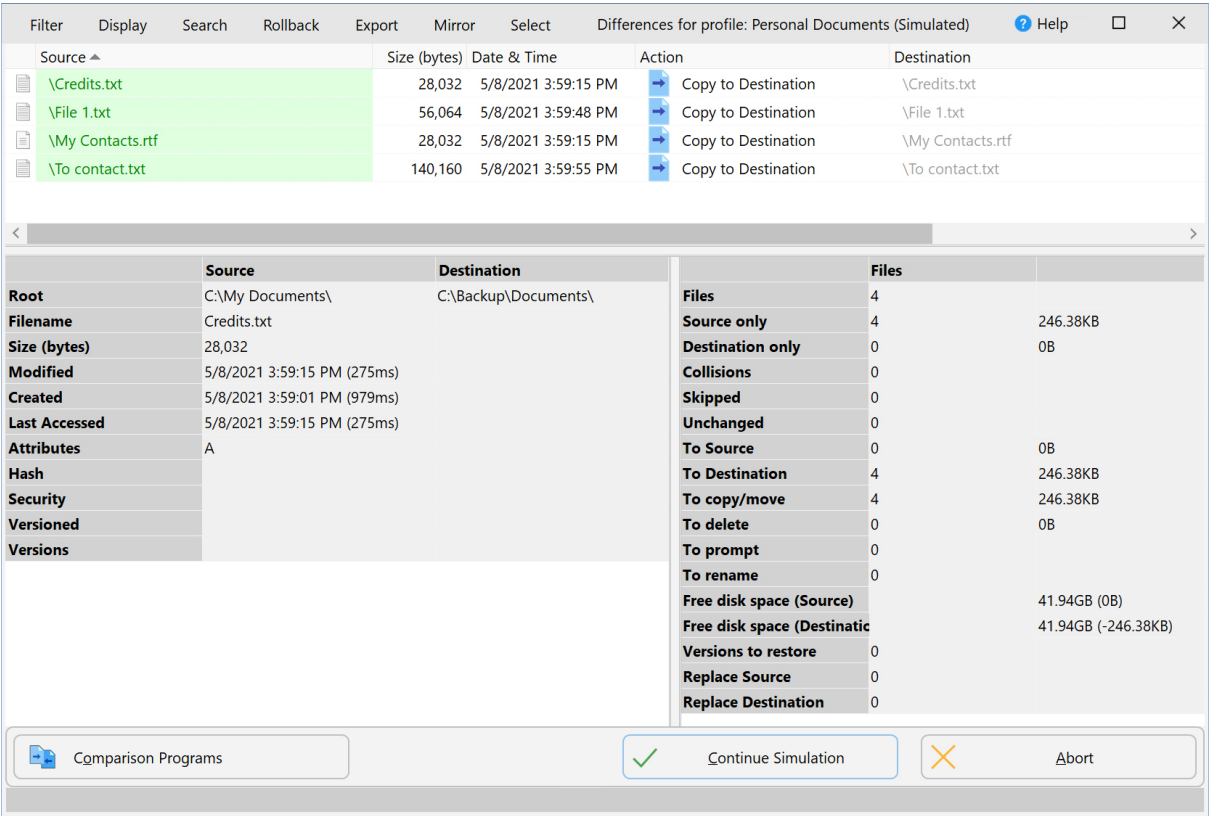 Filter Display Search Rollback Export Mirror Select Differences for profile: Personal Documents (Simulated) ? Help
Source Size (bytes) Date & Time Action Destination
\Credits.txt 28,032 5/8/2021 3:59:15 PM Copy to Destination \Credits.txt
\File 1.txt 56,064 5/8/2021 3:59:48 PM Copy to Destination \File 1.txt
\My Contacts.rtf 28,032 5/8/2021 3:59:15 PM Copy to Destination \My Contacts.rtf
\To contact.txt 140,160 5/8/2021 3:59:55 PM Copy to Destination \To contact.txt
Source Destination
Root C:\My Documents\ C:\Backup\Documents\
Filename Credits.txt
Size (bytes) 28,032
Modified 5/8/2021 3:59:15 PM (275ms)
Created 5/8/2021 3:59:01 PM (979ms)
Last Accessed 5/8/2021 3:59:15 PM (275ms)
Attributes A
Hash
Security
Versioned
Versions
Files
Files 4
Source only 4 246.38KB
Destination only 0 0B
Collisions 0
Skipped 0
Unchanged 0
To Source 0 0B
To Destination 4 246.38KB
To copy/move 4 246.38KB
To delete 0 0B
To prompt 0
To rename 0
Free disk space (Source) 41.94GB (0B)
Free disk space (Destinatic 41.94GB (-246.38KB)
Versions to restore 0
Replace Source 0
Replace Destination 0
Comparison Programs Continue Simulation Abort